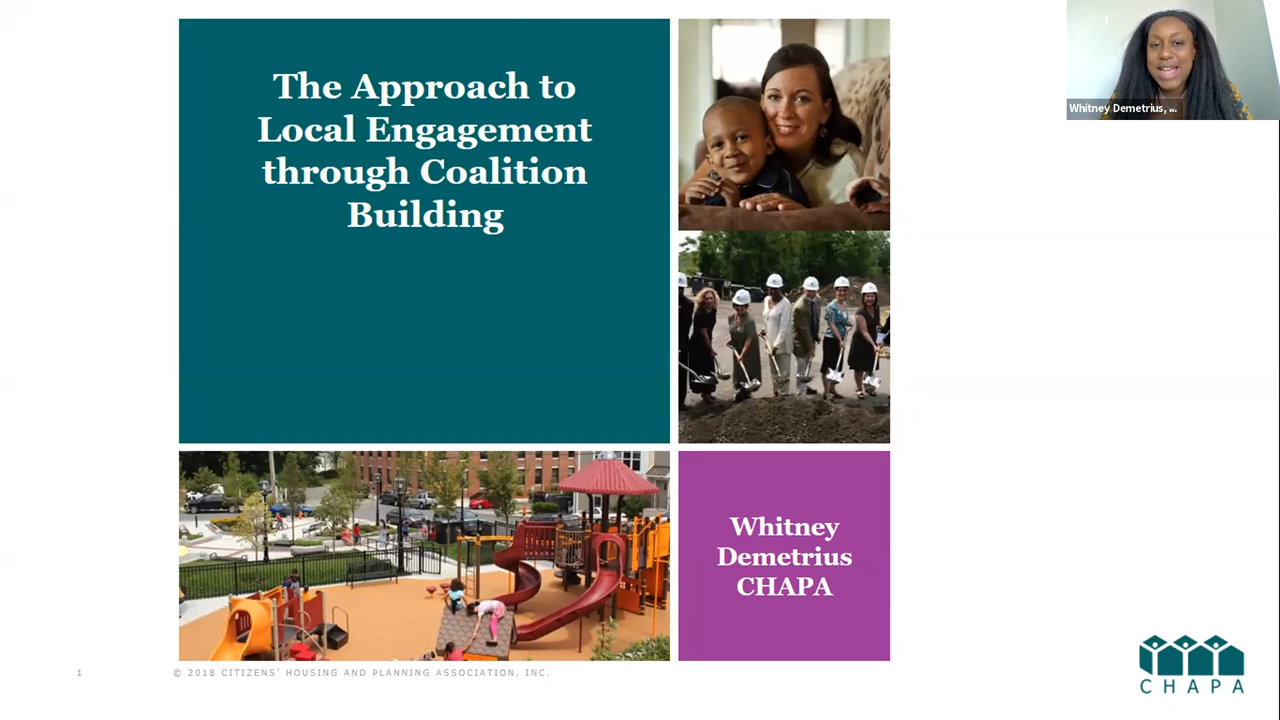 The Approach to
Local Engagement
through Coalition
Building
Whitney Demetrius, ...
Whitney
Demetrius
CHAPA
1
© 2018 CITIZENS' HOUSING AND PLANNING ASSOCIATION, INC.
CHAPA